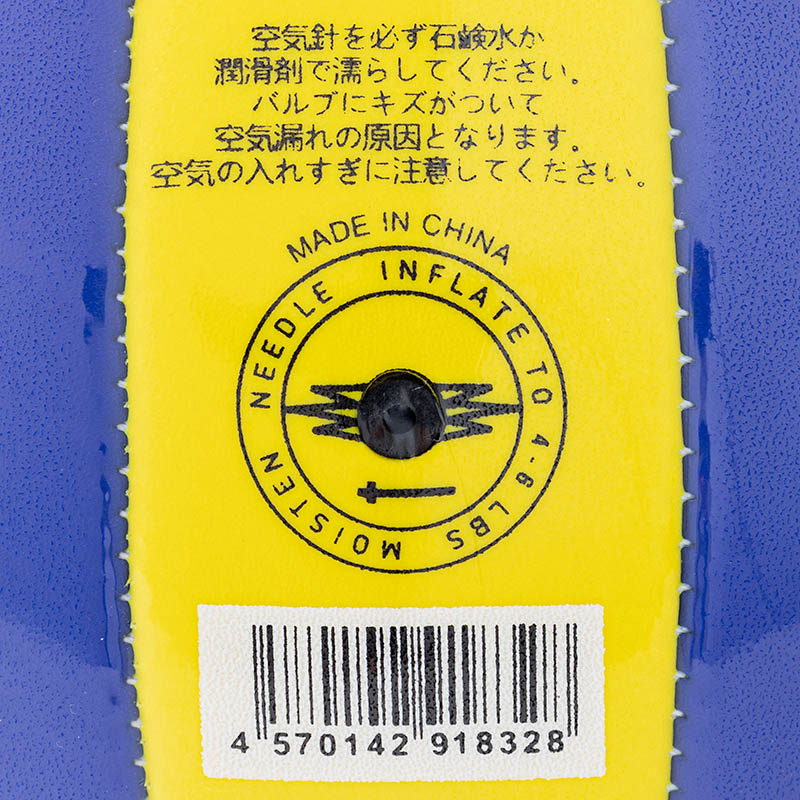 空気針を必ず石鹸水か
潤滑剤で濡らしてください。
バルブにキズがついて
空気漏れの原因となります。
空気の入れすぎに注意してください。
MADE IN CHINA
INFLATE TO 4-6 LBS MOISTEN NEEDLE
4 570142 918328